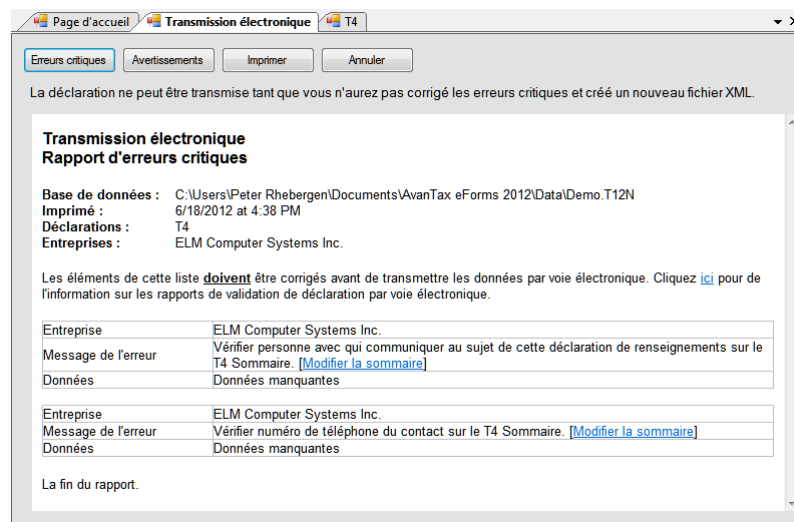 Page d'accueil Transmission électronique T4
Erreurs critiques Avertissements Imprimer Annuler
La déclaration ne peut être transmise tant que vous n'aurez pas corrigé les erreurs critiques et créé un nouveau fichier XML.
Transmission électronique
Rapport d'erreurs critiques
Base de données : C:\Users\Peter Rhebergen\Documents\AvanTax eForms 2012\Data\Demo.T12N
Imprimé : 6/18/2012 at 4:38 PM
Déclarations : T4
Entreprises : ELM Computer Systems Inc.
Les éléments de cette liste doivent être corrigés avant de transmettre les données par voie électronique. Cliquez ici pour de
l'information sur les rapports de validation de déclaration par voie électronique.
Entreprise ELM Computer Systems Inc.
Message de l'erreur Vérifier personne avec qui communiquer au sujet de cette déclaration de renseignements sur le
T4 Sommaire. [Modifier la sommaire]
Données Données manquantes
Entreprise ELM Computer Systems Inc.
Message de l'erreur Vérifier numéro de téléphone du contact sur le T4 Sommaire. [Modifier la sommaire]
Données Données manquantes
La fin du rapport.